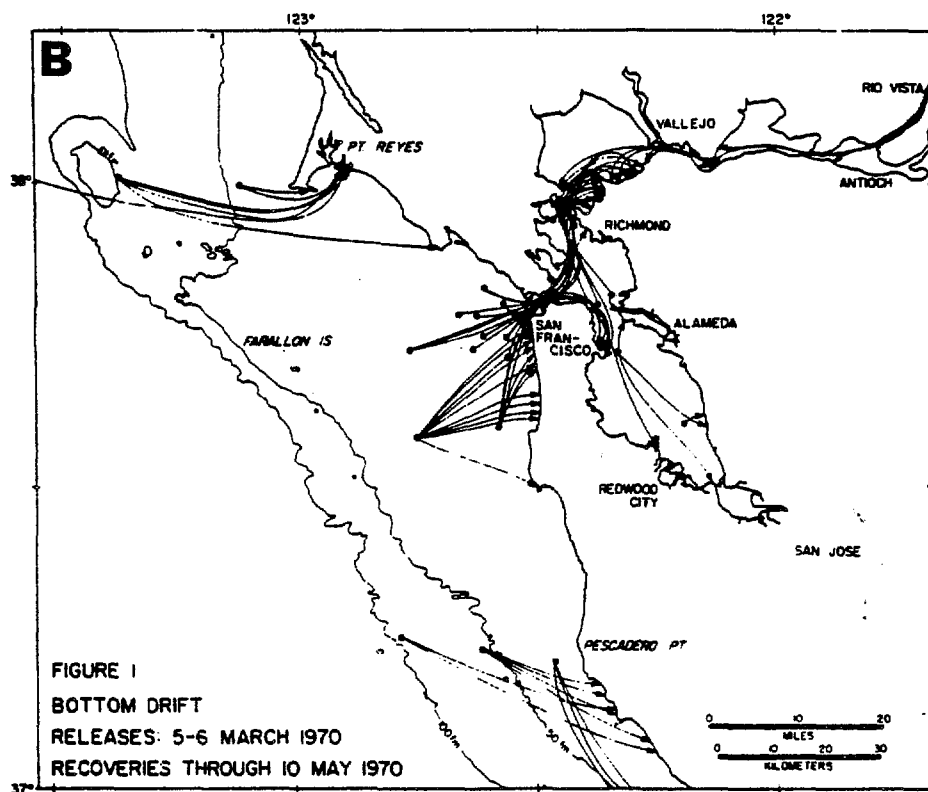 123°
122°
B
RIO VISTA
VALLEJO
PT REYES
38°
ANTIOCH
RICHMOND
SAN
FRAN-
CISCO
ALAMEDA
FARALLON IS
REDWOOD
CITY
SAN JOSE
PESCADERO PT
FIGURE 1
BOTTOM DRIFT
RELEASES: 5-6 MARCH 1970
RECOVERIES THROUGH 10 MAY 1970
100 fm
50 fm
0 10 20
MILES
0 10 20 30
KILOMETERS
37°